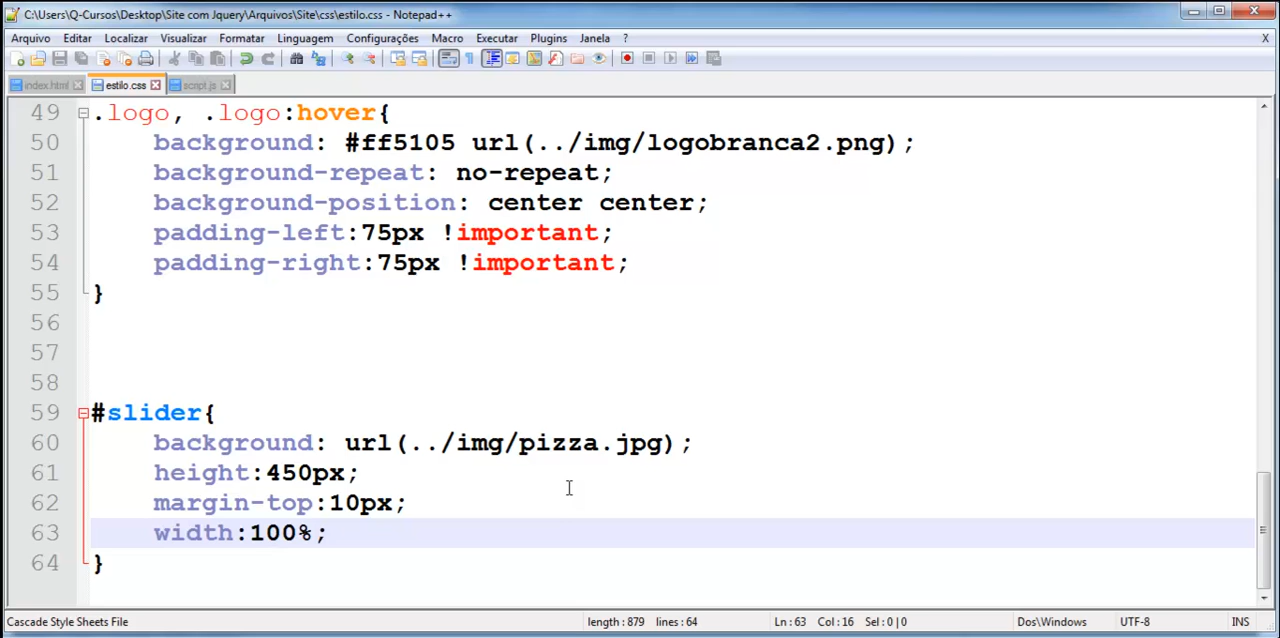 C:\Users\Q-Cursos\Desktop\Site com Jquery\Arquivos\Site\css\estilo.css - Notepad++
Arquivo Editar Localizar Visualizar Formatar Linguagem Configurações Macro Executar Plugins Janela ? X
index.html estilo.css script.js
49 .logo, .logo:hover{
50 background: #ff5105 url(../img/logobranca2.png);
51 background-repeat: no-repeat;
52 background-position: center center;
53 padding-left:75px !important;
54 padding-right:75px !important;
55 }
56
57
58
59 #slider{
60 background: url(../img/pizza.jpg);
61 height:450px;
62 margin-top:10px;
63 width:100%;
64 }
Cascade Style Sheets File length : 879 lines : 64 Ln : 63 Col : 16 Sel : 0 | 0 Dos\Windows UTF-8 INS